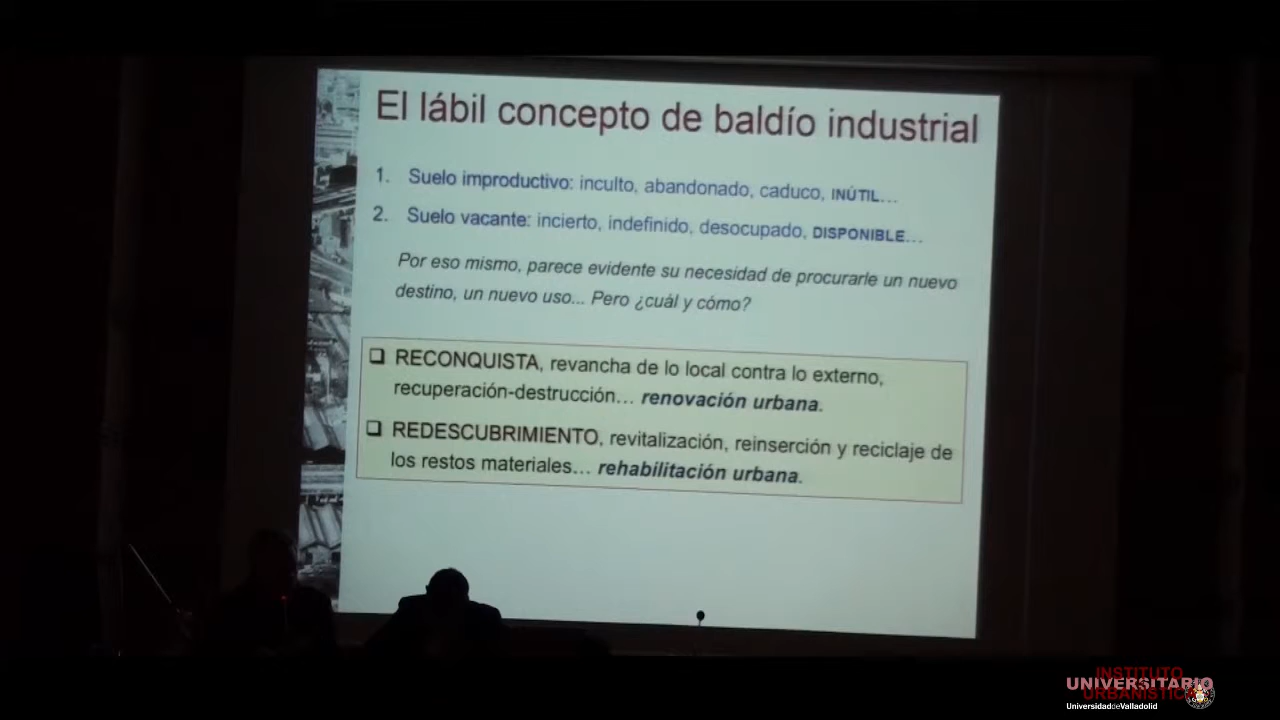 El lábil concepto de baldío industrial
1. Suelo improductivo: inculto, abandonado, caduco, INÚTIL...
2. Suelo vacante: incierto, indefinido, desocupado, DISPONIBLE...
Por eso mismo, parece evidente su necesidad de procurarle un nuevo
destino, un nuevo uso... Pero ¿cuál y cómo?
❑ RECONQUISTA, revancha de lo local contra lo externo,
recuperación-destrucción... renovación urbana.
❑ REDESCUBRIMIENTO, revitalización, reinserción y reciclaje de
los restos materiales... rehabilitación urbana.
INSTITUTO
UNIVERSITARIO
URBANÍSTICA
UniversidaddeValladolid